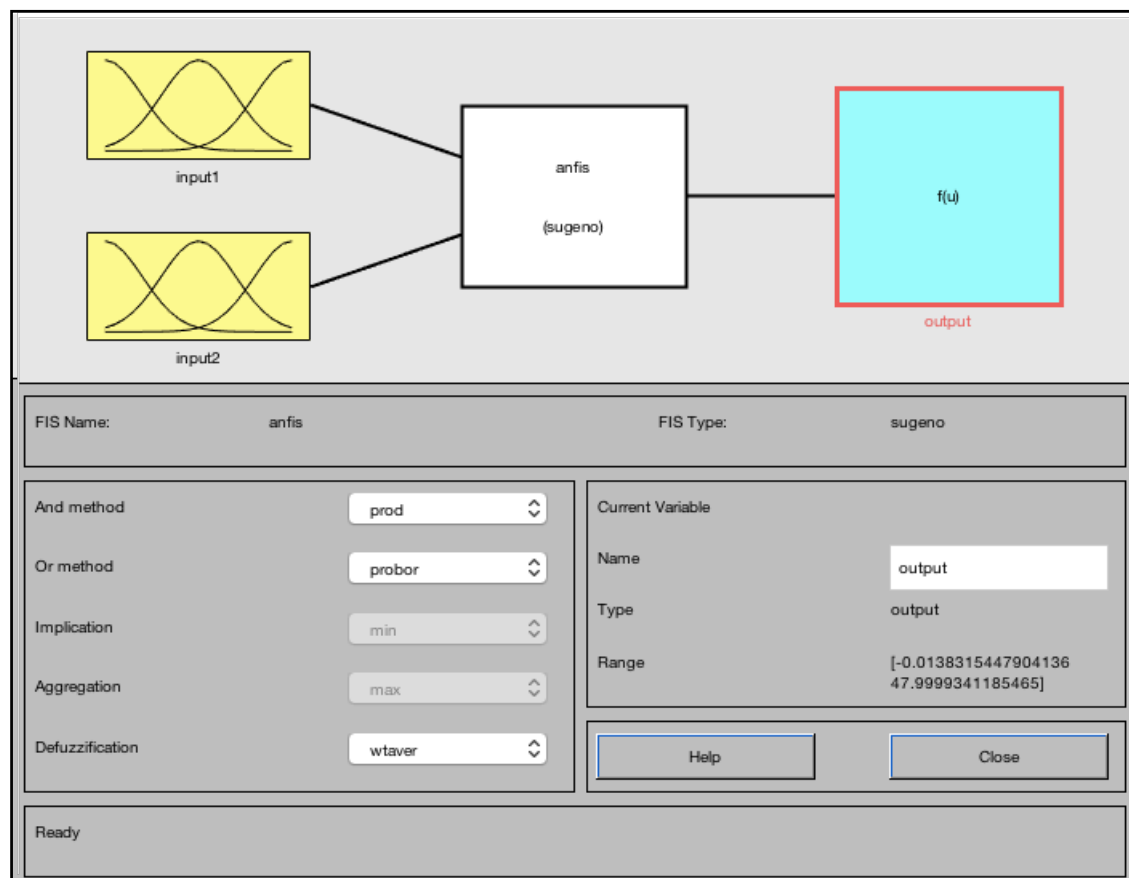 input1
anfis
(sugeno)
f(u)
input2
output
FIS Name:
anfis
FIS Type:
sugeno
And method
prod
Or method
probor
Implication
min
Aggregation
max
Defuzzification
wtaver
Current Variable
Name
output
Type
output
Range
[-0.0138315447904136
47.9999341185465]
Help
Close
Ready